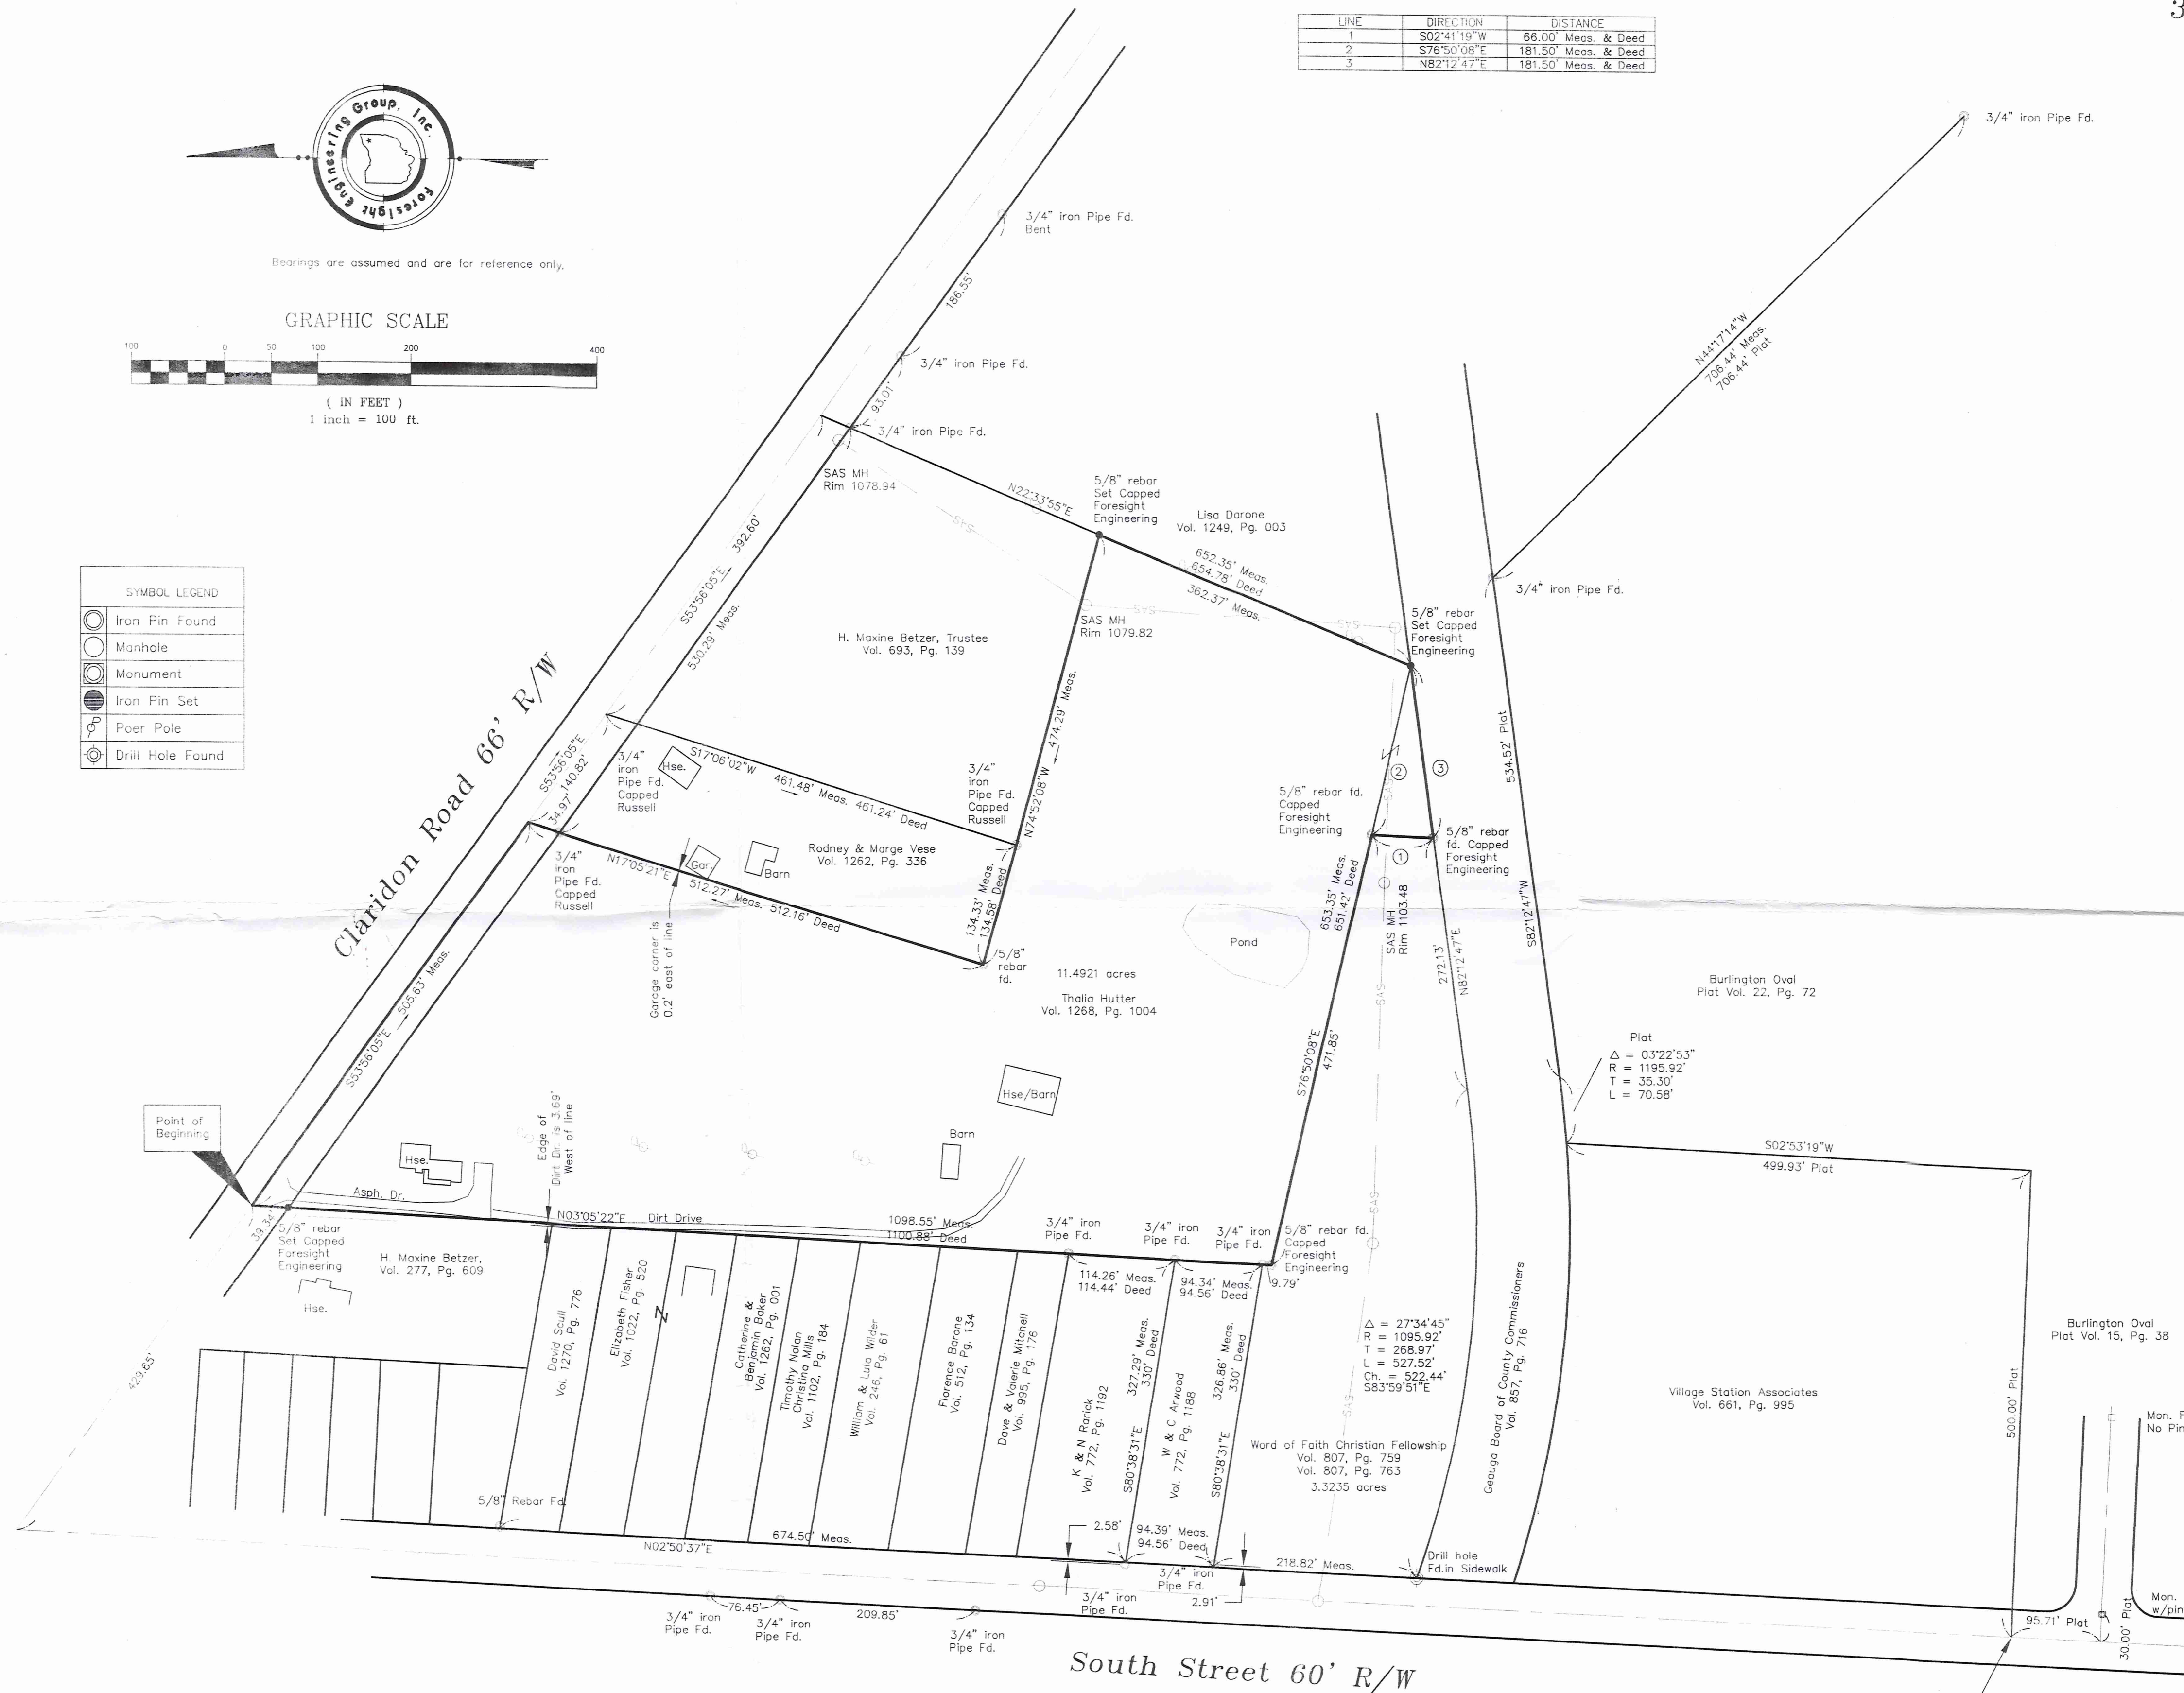 3
LINE DIRECTION DISTANCE
1 S02°41'19"W 66.00' Meas. & Deed
2 S76°50'08"E 181.50' Meas. & Deed
3 N82°12'47"E 181.50' Meas. & Deed
Foresight Engineering Group, Inc.
Bearings are assumed and are for reference only.
GRAPHIC SCALE
100 0 50 100 200 400
( IN FEET )
1 inch = 100 ft.
SYMBOL LEGEND
Iron Pin Found
Manhole
Monument
Iron Pin Set
Poer Pole
Drill Hole Found
3/4" iron Pipe Fd.
N44°17'14"W
706.44' Meas.
706.44' Plat
3/4" iron Pipe Fd.
Bent
186.55'
3/4" iron Pipe Fd.
93.01'
3/4" iron Pipe Fd.
SAS MH
Rim 1078.94
N22°33'55"E
SAS
5/8" rebar
Set Capped
Foresight
Engineering
Lisa Darone
Vol. 1249, Pg. 003
652.35' Meas.
654.78' Deed
362.37' Meas.
S53°56'05"E
392.60'
530.29' Meas.
H. Maxine Betzer, Trustee
Vol. 693, Pg. 139
SAS MH
Rim 1079.82
SAS
SAS
5/8" rebar
Set Capped
Foresight
Engineering
3/4" iron Pipe Fd.
534.52' Plat
S82°12'47"W
Claridon Road 66' R/W
S53°56'05"E
140.82'
34.97'
3/4"
iron
Pipe Fd.
Capped
Russell
Hse.
S17°06'02"W
461.48' Meas. 461.24' Deed
3/4"
iron
Pipe Fd.
Capped
Russell
N74°52'08"W
474.29' Meas.
Rodney & Marge Vese
Vol. 1262, Pg. 336
Gar.
Barn
3/4"
iron
Pipe Fd.
Capped
Russell
N17°05'21"E
512.27' Meas. 512.16' Deed
Garage corner is
0.2' east of line
134.33' Meas.
134.58' Deed
5/8"
rebar
fd.
5/8" rebar fd.
Capped
Foresight
Engineering
2
3
1
SAS
5/8" rebar
fd. Capped
Foresight
Engineering
653.35' Meas.
651.42' Deed
SAS MH
Rim 1103.48
272.13'
N82°12'47"E
Pond
11.4921 acres
Thalia Hutter
Vol. 1268, Pg. 1004
SAS
S76°50'08"E
471.85'
Burlington Oval
Plat Vol. 22, Pg. 72
Plat
Δ = 03°22'53"
R = 1195.92'
T = 35.30'
L = 70.58'
S53°56'05"E
505.63' Meas.
Point of
Beginning
Hse.
Asph. Dr.
Edge of
Dirt Dr. is 3.69'
West of line
Hse/Barn
Barn
S02°53'19"W
499.93' Plat
39.34'
5/8" rebar
Set Capped
Foresight
Engineering
N03°05'22"E
Dirt Drive
1098.55' Meas.
1100.88' Deed
3/4" iron
Pipe Fd.
3/4" iron
Pipe Fd.
3/4" iron
Pipe Fd.
5/8" rebar fd.
Capped
Foresight
Engineering
9.79'
SAS
H. Maxine Betzer,
Vol. 277, Pg. 609
Hse.
429.65'
David Scull
Vol. 1270, Pg. 776
Elizabeth Fisher
Vol. 1022, Pg. 520
Z
Catherine &
Benjamin Baker
Vol. 1262, Pg. 001
Timothy Nolan
Christina Mills
Vol. 1102, Pg. 184
William & Lula Wilder
Vol. 246, Pg. 61
Florence Barone
Vol. 512, Pg. 134
Dave & Valerie Mitchell
Vol. 995, Pg. 176
114.26' Meas.
114.44' Deed
94.34' Meas.
94.56' Deed
K & N Rarick
Vol. 772, Pg. 1192
S80°38'31"E
327.29' Meas.
330' Deed
W & C Arwood
Vol. 772, Pg. 1188
S80°38'31"E
326.86' Meas.
330' Deed
Δ = 27°34'45"
R = 1095.92'
T = 268.97'
L = 527.52'
Ch. = 522.44'
S83°59'51"E
SAS
Word of Faith Christian Fellowship
Vol. 807, Pg. 759
Vol. 807, Pg. 763
3.3235 acres
Geauga Board of County Commissioners
Vol. 857, Pg. 716
Village Station Associates
Vol. 661, Pg. 995
500.00' Plat
Burlington Oval
Plat Vol. 15, Pg. 38
Mon. F
No Pin
5/8" Rebar Fd.
N02°50'37"E
674.50' Meas.
2.58'
94.39' Meas.
94.56' Deed
218.82' Meas.
Drill hole
Fd.in Sidewalk
3/4" iron
Pipe Fd.
2.91'
3/4" iron
Pipe Fd.
76.45'
209.85'
3/4" iron
Pipe Fd.
3/4" iron
Pipe Fd.
3/4" iron
Pipe Fd.
95.71' Plat
30.00' Plat
Mon.
w/pin
South Street 60' R/W